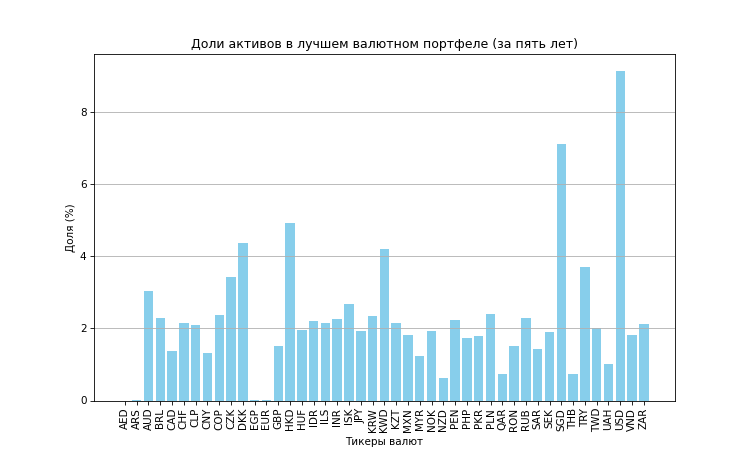 Доли активов в лучшем валютном портфеле (за пять лет)
Доля (%)
8
6
4
2
0
AED ARS AUD BRL CAD CHF CLP CNY COP CZK DKK EGP EUR GBP HKD HUF IDR ILS INR ISK JPY KRW KWD KZT MXN MYR NOK NZD PEN PHP PKR PLN QAR RON RUB SAR SEK SGD THB TRY TWD UAH USD VND ZAR
Тикеры валют